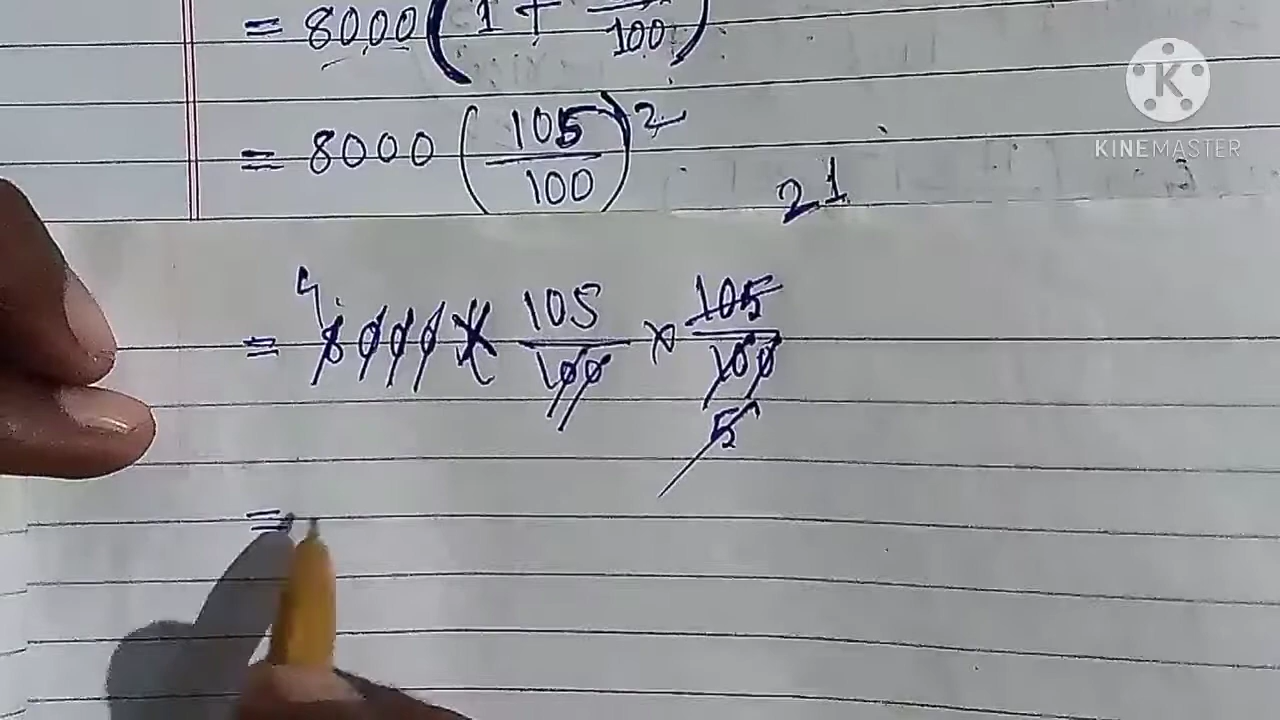 = 8000 ( 1 + /100 )
= 8000 ( 105/100 )2
21
4
= 8000 × 105/100 × 105/100
5
=
K
KINEMASTER